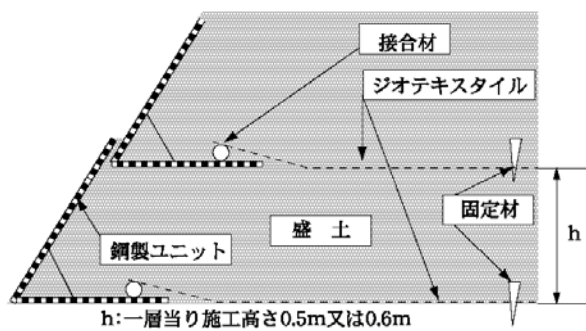 接合材
ジオテキスタイル
固定材
h
盛 土
鋼製ユニット
h:一層当り施工高さ0.5m又は0.6m